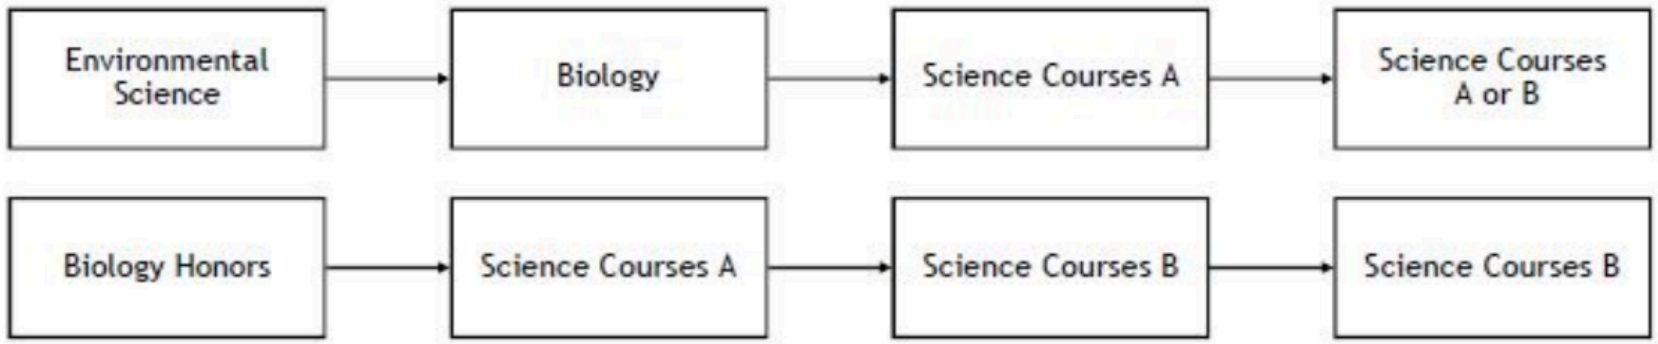 Environmental
Science
Biology
Science Courses A
Science Courses
A or B
Biology Honors
Science Courses A
Science Courses B
Science Courses B